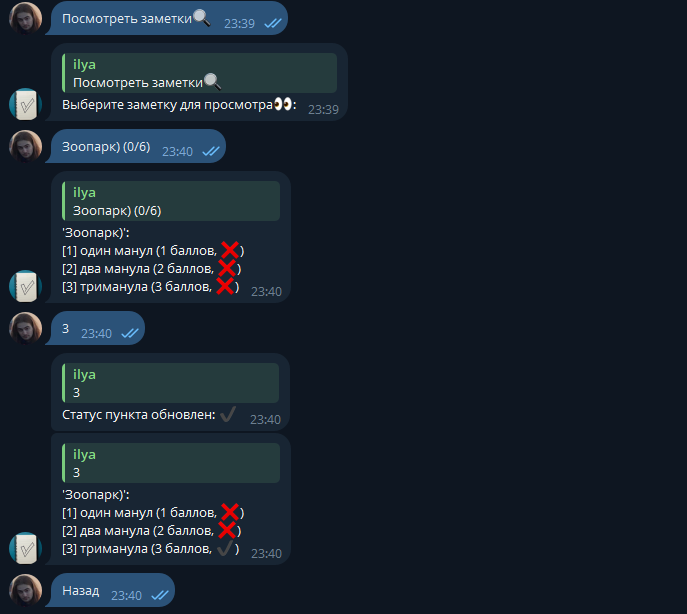 Посмотреть заметки🔍 23:39
ilya
Посмотреть заметки🔍
Выберите заметку для просмотра👀: 23:39
Зоопарк) (0/6) 23:40
ilya
Зоопарк) (0/6)
'Зоопарк)':
[1] один манул (1 баллов, ❌)
[2] два манула (2 баллов, ❌)
[3] триманула (3 баллов, ❌) 23:40
3 23:40
ilya
3
Статус пункта обновлен: ✔ 23:40
ilya
3
'Зоопарк)':
[1] один манул (1 баллов, ❌)
[2] два манула (2 баллов, ❌)
[3] триманула (3 баллов, ✔) 23:40
Назад 23:40